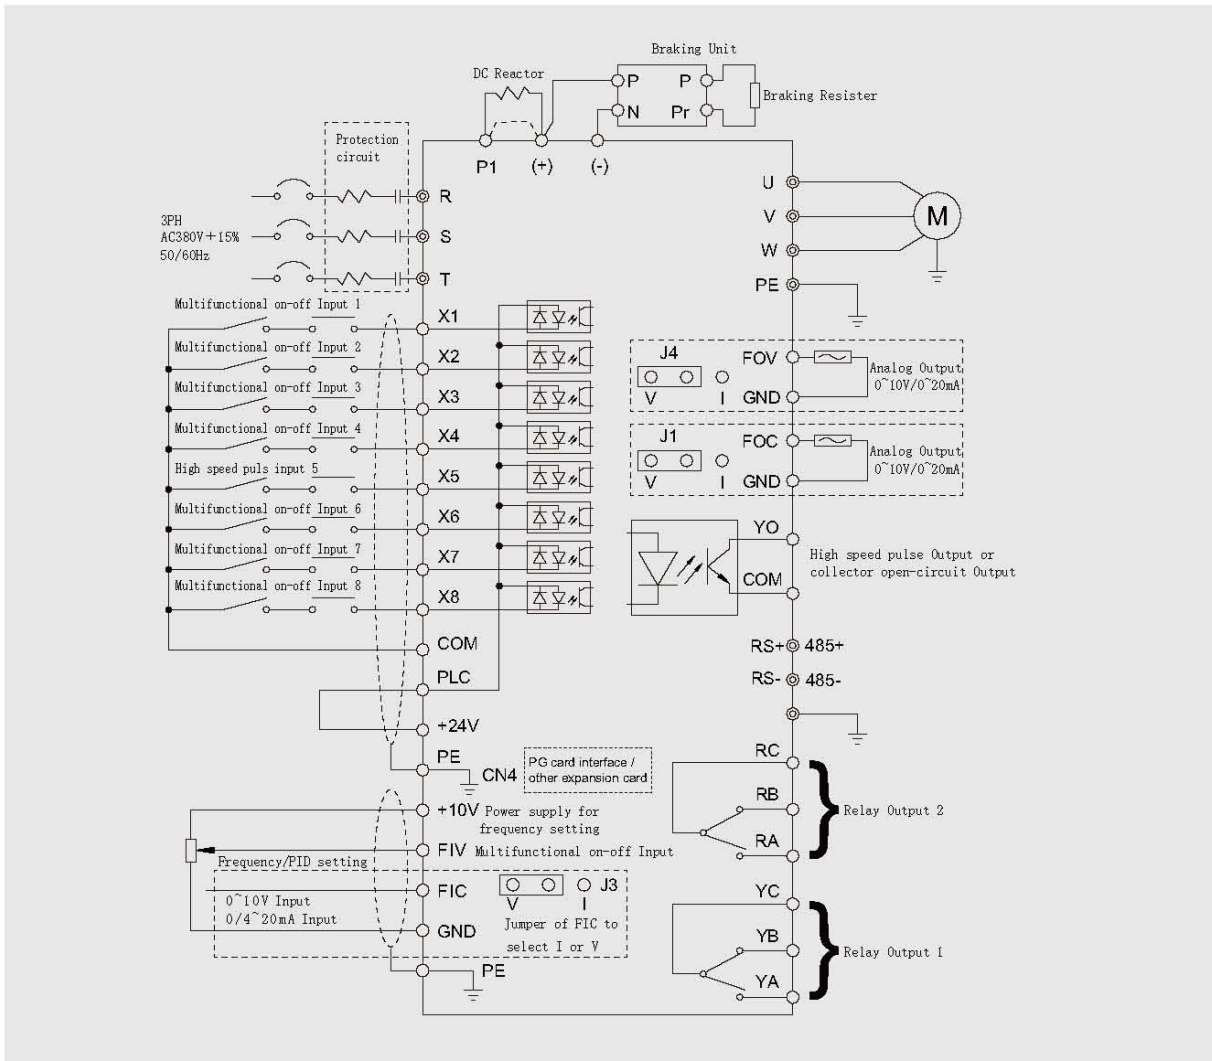 Braking Unit
DC Reactor
P P
N Pr
Braking Resister
Protection
circuit
P1 (+) (-)
R
S
T
3PH
AC380V+15%
50/60Hz
U
V
W
PE
M
Multifunctional on-off Input 1
X1
Multifunctional on-off Input 2
X2
Multifunctional on-off Input 3
X3
Multifunctional on-off Input 4
X4
High speed puls input 5
X5
Multifunctional on-off Input 6
X6
Multifunctional on-off Input 7
X7
Multifunctional on-off Input 8
X8
COM
PLC
+24V
PE
J4
V I
FOV
GND
Analog Output
0~10V/0~20mA
J1
V I
FOC
GND
Analog Output
0~10V/0~20mA
YO
COM
High speed pulse Output or
collector open-circuit Output
RS+ 485+
RS- 485-
CN4
PG card interface /
other expansion card
+10V
Power supply for
frequency setting
FIV
Multifunctional on-off Input
Frequency/PID setting
FIC
0~10V Input
0/4~20mA Input
GND
J3
V I
Jumper of FIC to
select I or V
PE
RC
RB
RA
Relay Output 2
YC
YB
YA
Relay Output 1